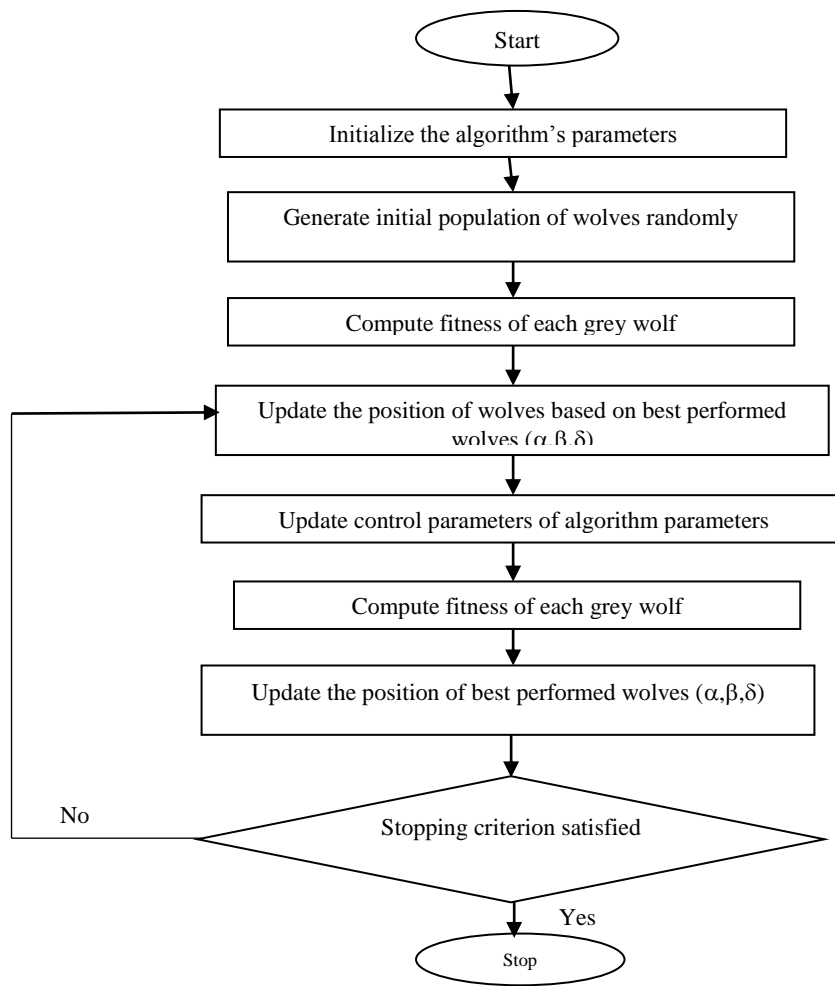 Start
Initialize the algorithm's parameters
Generate initial population of wolves randomly
Compute fitness of each grey wolf
Update the position of wolves based on best performed
wolves (α,β,δ)
Update control parameters of algorithm parameters
Compute fitness of each grey wolf
Update the position of best performed wolves (α,β,δ)
Stopping criterion satisfied
No
Yes
Stop